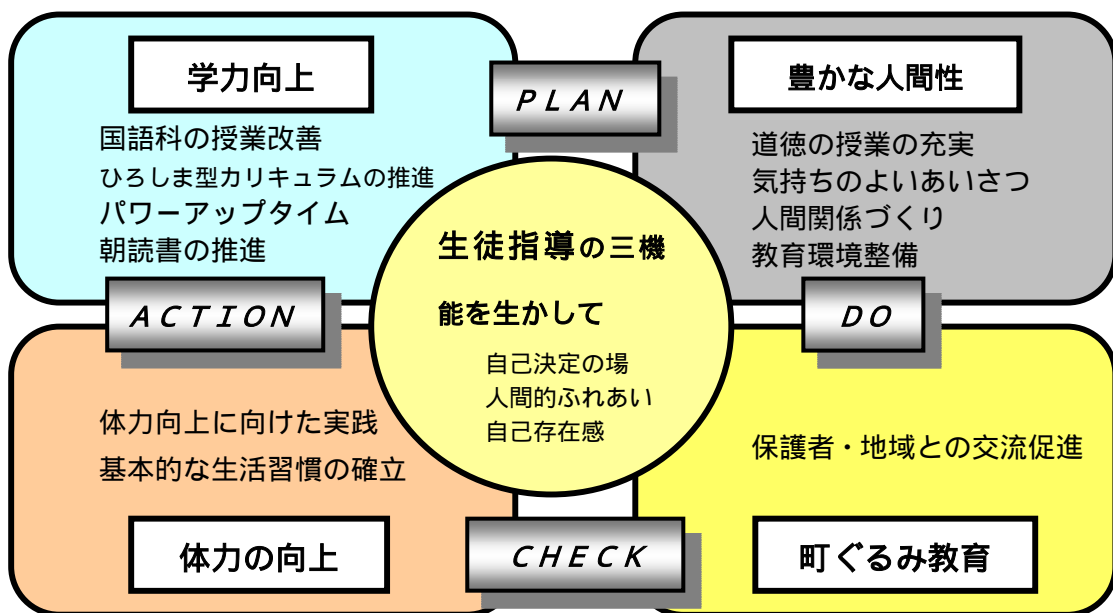 学力向上
国語科の授業改善
ひろしま型カリキュラムの推進
パワーアップタイム
朝読書の推進
PLAN
豊かな人間性
道徳の授業の充実
気持ちのよいあいさつ
人間関係づくり
教育環境整備
生徒指導の三機
能を生かして
自己決定の場
人間的ふれあい
自己存在感
ACTION
DO
体力向上に向けた実践
基本的な生活習慣の確立
体力の向上
CHECK
保護者・地域との交流促進
町ぐるみ教育